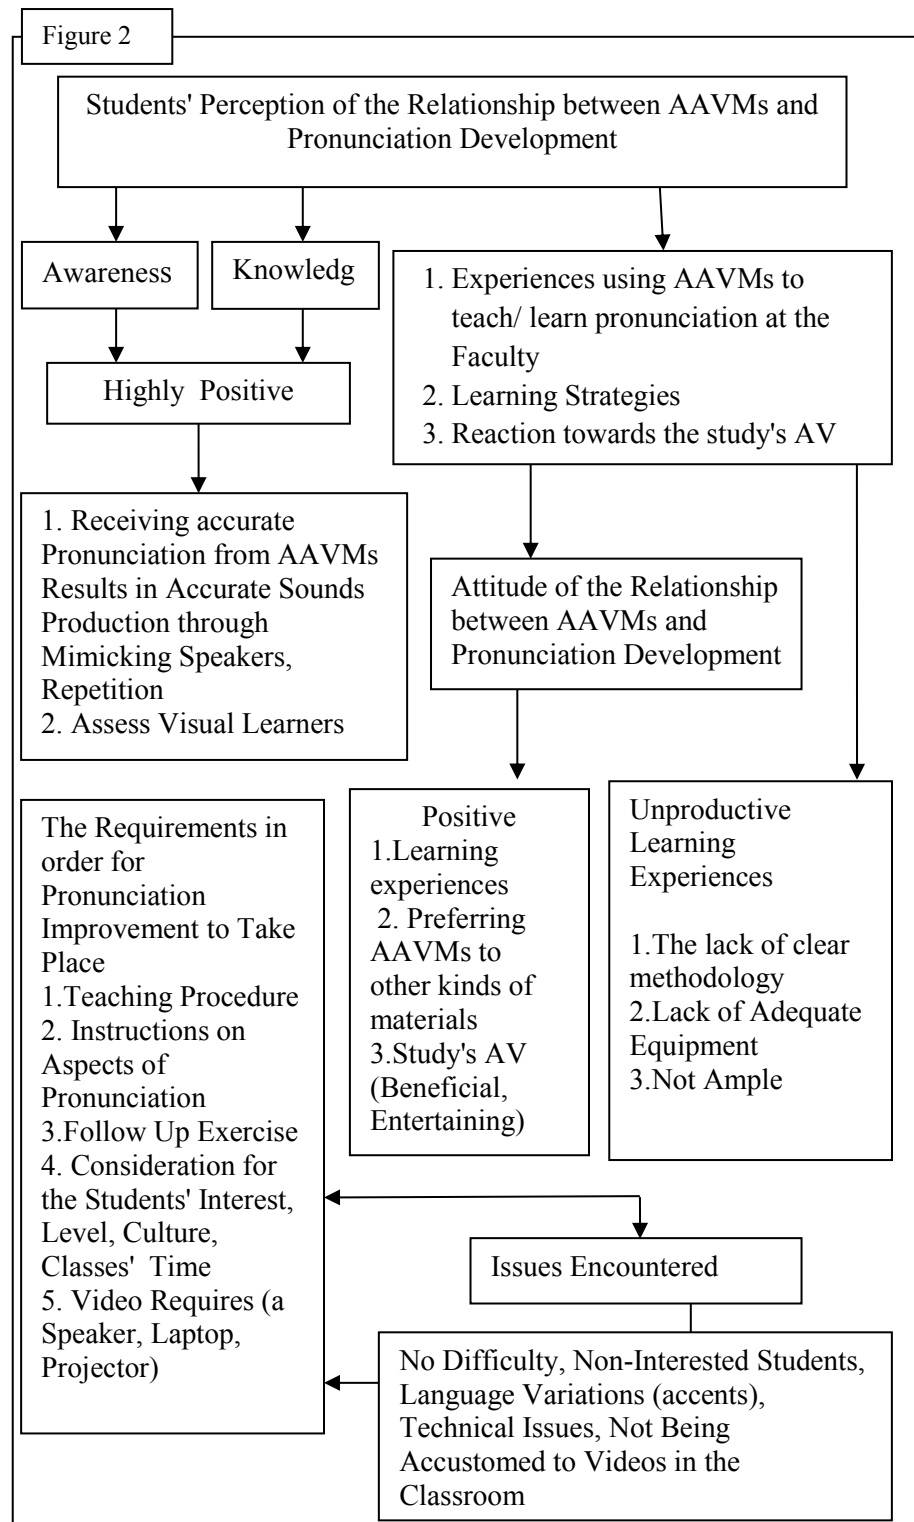 Figure 2
Students' Perception of the Relationship between AAVMs and
Pronunciation Development
Awareness
Knowledg
1. Experiences using AAVMs to
teach/ learn pronunciation at the
Faculty
2. Learning Strategies
3. Reaction towards the study's AV
Highly Positive
1. Receiving accurate
Pronunciation from AAVMs
Results in Accurate Sounds
Production through
Mimicking Speakers,
Repetition
2. Assess Visual Learners
Attitude of the Relationship
between AAVMs and
Pronunciation Development
The Requirements in
order for
Pronunciation
Improvement to Take
Place
1.Teaching Procedure
2. Instructions on
Aspects of
Pronunciation
3.Follow Up Exercise
4. Consideration for
the Students' Interest,
Level, Culture,
Classes' Time
5. Video Requires (a
Speaker, Laptop,
Projector)
Positive
1.Learning
experiences
2. Preferring
AAVMs to
other kinds of
materials
3.Study's AV
(Beneficial,
Entertaining)
Unproductive
Learning
Experiences
1.The lack of clear
methodology
2.Lack of Adequate
Equipment
3.Not Ample
Issues Encountered
No Difficulty, Non-Interested Students,
Language Variations (accents),
Technical Issues, Not Being
Accustomed to Videos in the
Classroom